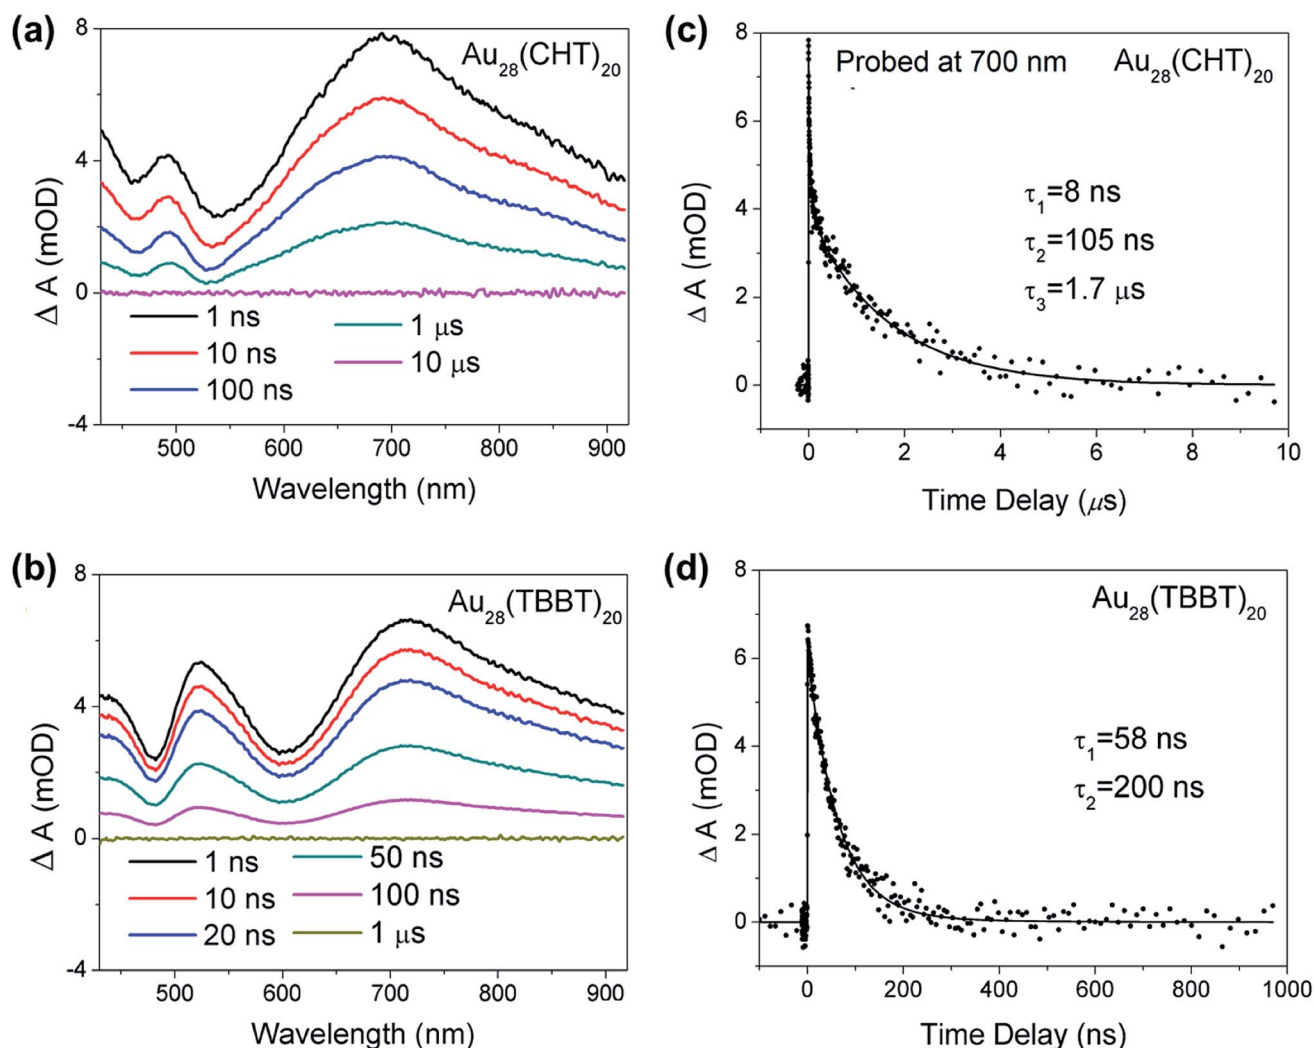 (a)
8
4
0
-4
Δ A (mOD)
Au28(CHT)20
1 ns
10 ns
100 ns
1 μs
10 μs
500 600 700 800 900
Wavelength (nm)
(c)
8
6
4
2
0
Δ A (mOD)
Probed at 700 nm Au28(CHT)20
τ1=8 ns
τ2=105 ns
τ3=1.7 μs
0 2 4 6 8 10
Time Delay (μs)
(b)
8
4
0
-4
Δ A (mOD)
Au28(TBBT)20
1 ns
10 ns
20 ns
50 ns
100 ns
1 μs
500 600 700 800 900
Wavelength (nm)
(d)
8
6
4
2
0
Δ A (mOD)
Au28(TBBT)20
τ1=58 ns
τ2=200 ns
0 200 400 600 800 1000
Time Delay (ns)